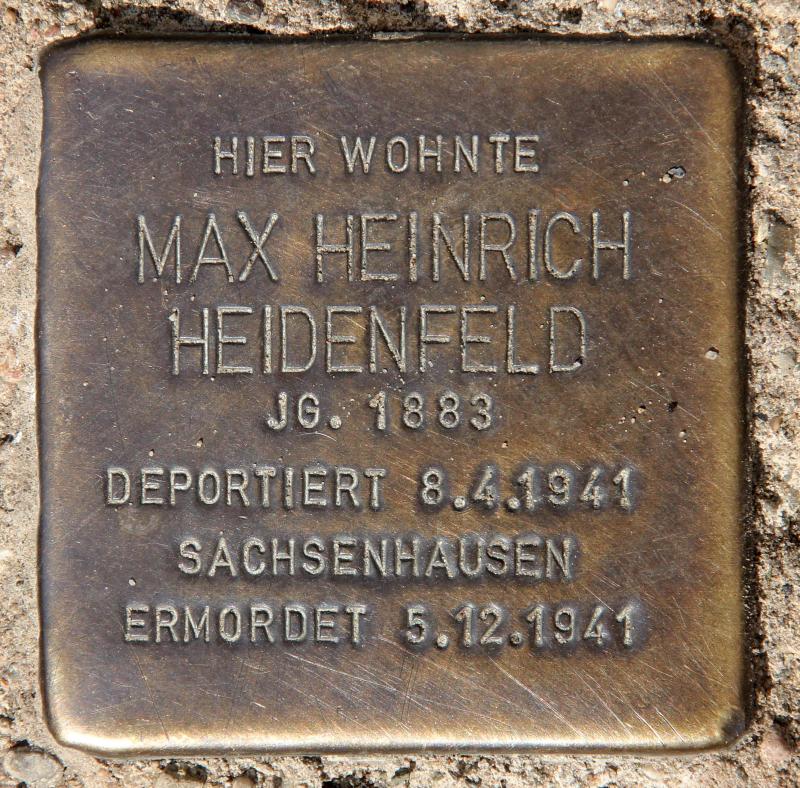 HIER WOHNTE
MAX HEINRICH
HEIDENFELD
JG. 1883
DEPORTIERT 8.4.1941
SACHSENHAUSEN
ERMORDET 5.12.1941